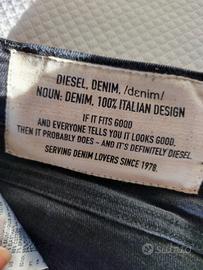 DIESEL, DENIM, /denim/
NOUN: DENIM, 100% ITALIAN DESIGN
IF IT FITS GOOD
AND EVERYONE TELLS YOU IT LOOKS GOOD,
THEN IT PROBABLY DOES - AND IT'S DEFINITELY DIESEL.
SERVING DENIM LOVERS SINCE 1978.
Subito